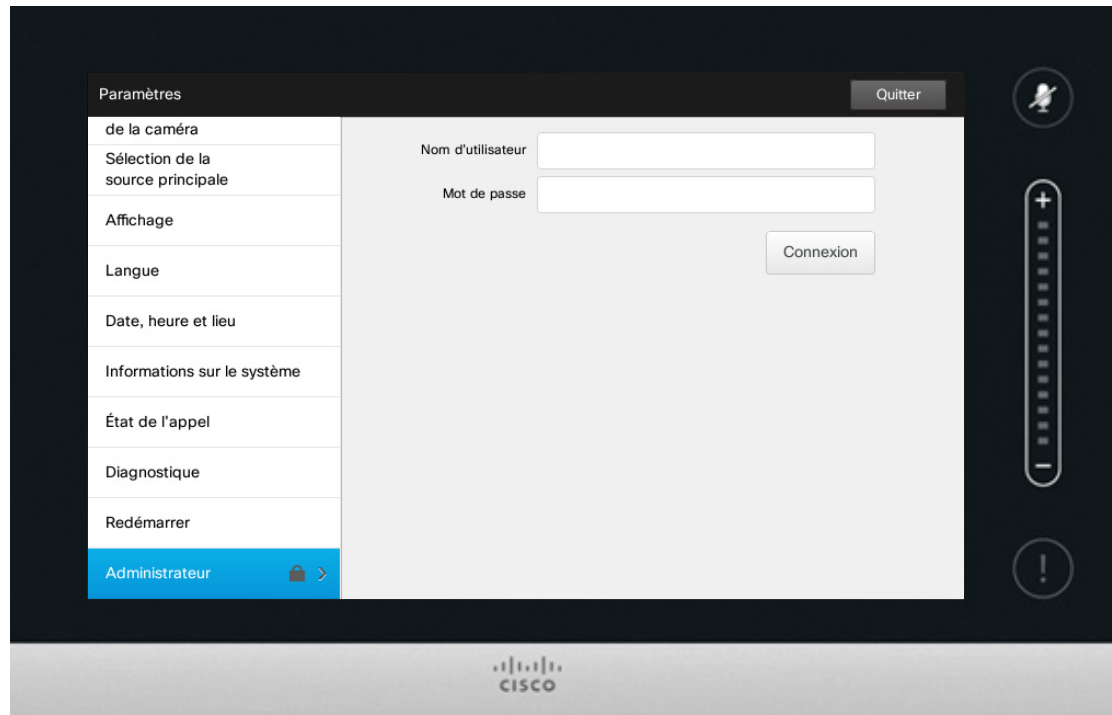 Paramètres
Quitter
de la caméra
Sélection de la
source principale
Affichage
Langue
Date, heure et lieu
Informations sur le système
État de l'appel
Diagnostique
Redémarrer
Administrateur
Nom d'utilisateur
Mot de passe
Connexion
+
−
!
CISCO